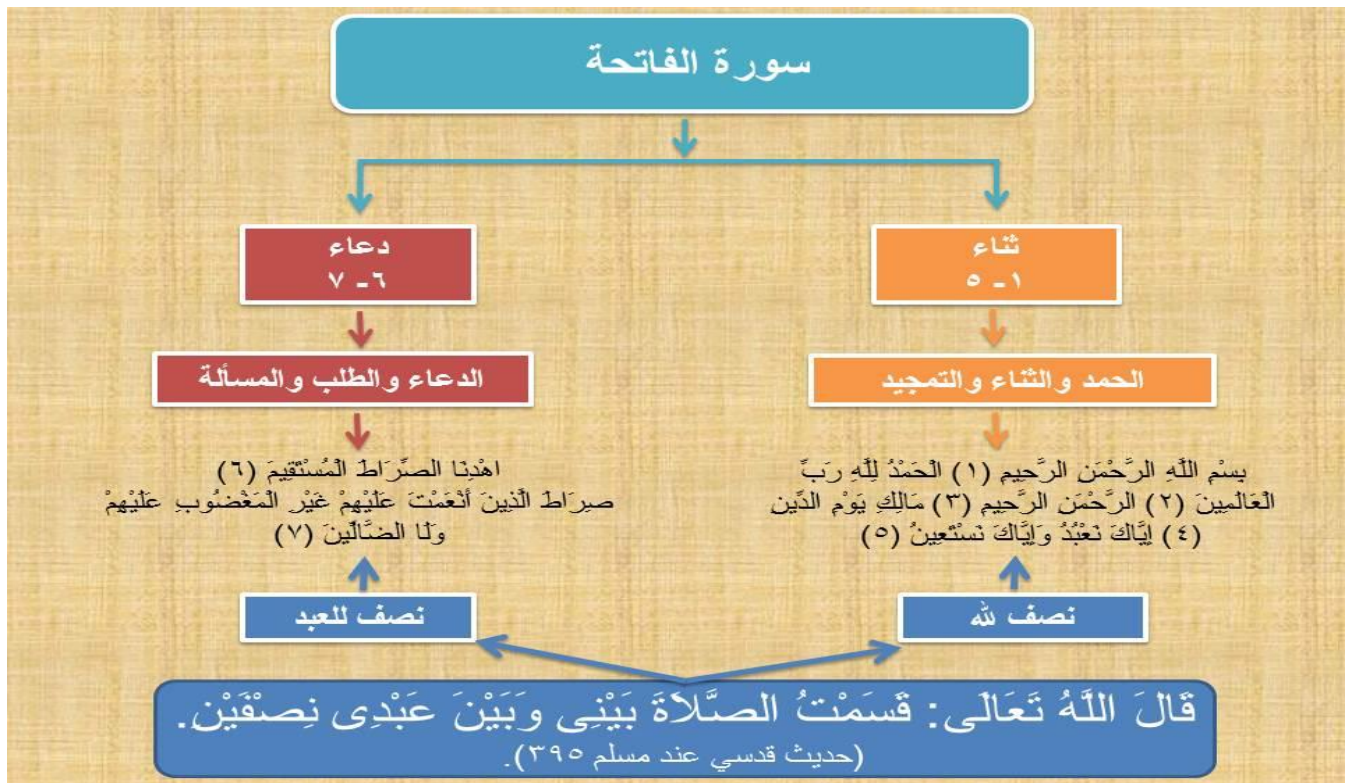 سورة الفاتحة
ثناء
١- ٥
دعاء
٦- ٧
الحمد والثناء والتمجيد
الدعاء والطلب والمسألة
بِسْمِ اللَّهِ الرَّحْمَنِ الرَّحِيمِ (١) الْحَمْدُ لِلَّهِ رَبِّ
الْعَالَمِينَ (٢) الرَّحْمَنِ الرَّحِيمِ (٣) مَالِكِ يَوْمِ الدِّينِ
(٤) إِيَّاكَ نَعْبُدُ وَإِيَّاكَ نَسْتَعِينُ (٥)
اهْدِنَا الصِّرَاطَ الْمُسْتَقِيمَ (٦)
صِرَاطَ الَّذِينَ أَنْعَمْتَ عَلَيْهِمْ غَيْرِ الْمَغْضُوبِ عَلَيْهِمْ
وَلَا الضَّالِّينَ (٧)
نصف لله
نصف للعبد
قَالَ اللَّهُ تَعَالَى: قَسَمْتُ الصَّلَاةَ بَيْنِى وَبَيْنَ عَبْدِى نِصْفَيْنِ.
(حديث قدسي عند مسلم ٣٩٥).